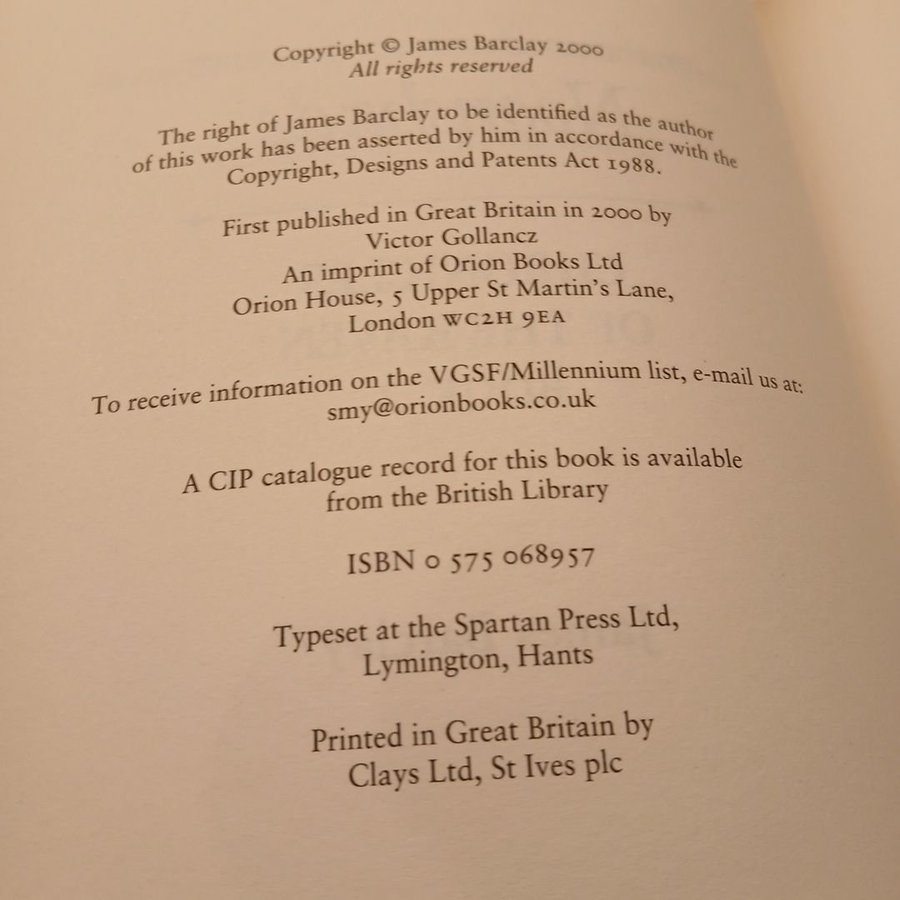 Copyright © James Barclay 2000
All rights reserved
The right of James Barclay to be identified as the author
of this work has been asserted by him in accordance with the
Copyright, Designs and Patents Act 1988.
First published in Great Britain in 2000 by
Victor Gollancz
An imprint of Orion Books Ltd
Orion House, 5 Upper St Martin's Lane,
London WC2H 9EA
To receive information on the VGSF/Millennium list, e-mail us at:
smy@orionbooks.co.uk
A CIP catalogue record for this book is available
from the British Library
ISBN 0 575 068957
Typeset at the Spartan Press Ltd,
Lymington, Hants
Printed in Great Britain by
Clays Ltd, St Ives plc